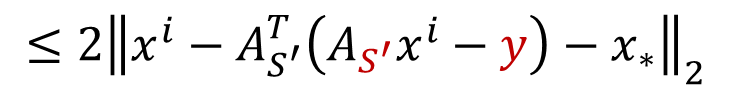 ≤ 2‖xⁱ − A_{S′}^T(A_{S′}xⁱ − y) − x_*‖₂